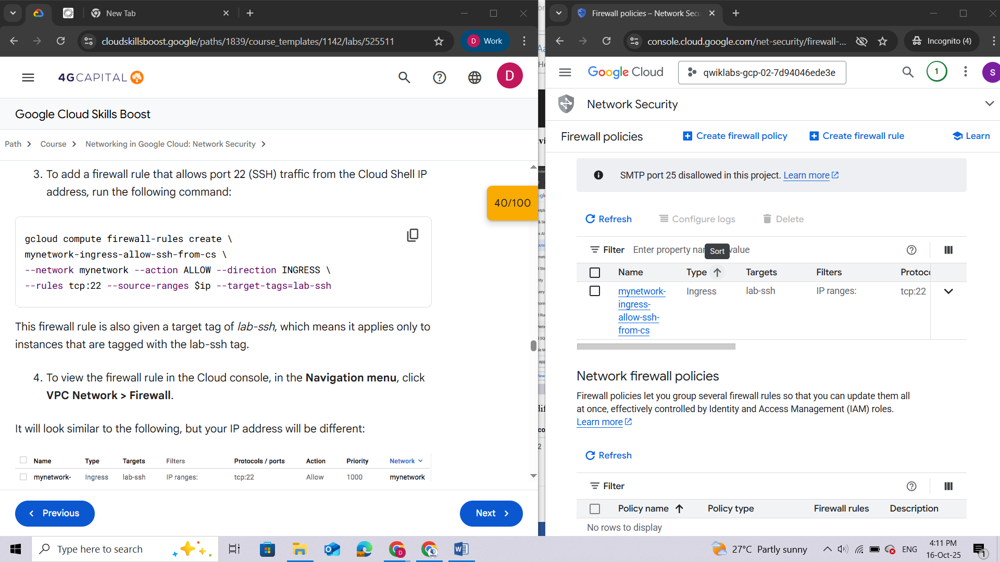 New Tab
cloudskillsboost.google/paths/1839/course_templates/1142/labs/525511
D
Work
4GCAPITAL
D
Google Cloud Skills Boost
Path
Course
Networking in Google Cloud: Network Security
3. To add a firewall rule that allows port 22 (SSH) traffic from the Cloud Shell IP
address, run the following command:
40/100
gcloud compute firewall-rules create \
mynetwork-ingress-allow-ssh-from-cs \
--network mynetwork --action ALLOW --direction INGRESS \
--rules tcp:22 --source-ranges $ip --target-tags=lab-ssh
This firewall rule is also given a target tag of lab-ssh, which means it applies only to
instances that are tagged with the lab-ssh tag.
4. To view the firewall rule in the Cloud console, in the Navigation menu, click
VPC Network > Firewall.
It will look similar to the following, but your IP address will be different:
Name Type Targets Filters Protocols / ports Action Priority Network
mynetwork- Ingress lab-ssh IP ranges: tcp:22 Allow 1000 mynetwork
Previous
Next
Firewall policies – Network Secu
console.cloud.google.com/net-security/firewall-...
Incognito (4)
Google Cloud
qwiklabs-gcp-02-7d94046ede3e
1
S
Network Security
Firewall policies
Create firewall policy
Create firewall rule
Learn
SMTP port 25 disallowed in this project. Learn more
Refresh
Configure logs
Delete
Filter
Enter property nar
value
Sort
Name Type Targets Filters Protoco
mynetwork- Ingress lab-ssh IP ranges: tcp:22
ingress-
allow-ssh-
from-cs
Network firewall policies
Firewall policies let you group several firewall rules so that you can update them all
at once, effectively controlled by Identity and Access Management (IAM) roles.
Learn more
Refresh
Filter
Policy name Policy type Firewall rules Description
No rows to display
Type here to search
27°C Partly sunny
ENG
4:11 PM
16-Oct-25
1